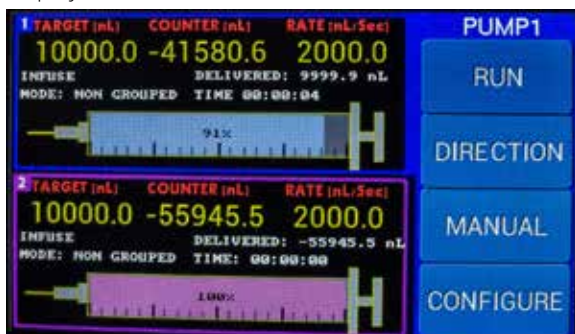 1 TARGET (nL) COUNTER (nL) RATE (nL/Sec)
10000.0 -41580.6 2000.0
INFUSE DELIVERED: 9999.9 nL
MODE: NON GROUPED TIME 00:00:04
91%
2 TARGET (nL) COUNTER (nL) RATE (nL/Sec)
10000.0 -55945.5 2000.0
INFUSE DELIVERED: -55945.5 nL
MODE: NON GROUPED TIME: 00:00:00
100%
PUMP1
RUN
DIRECTION
MANUAL
CONFIGURE